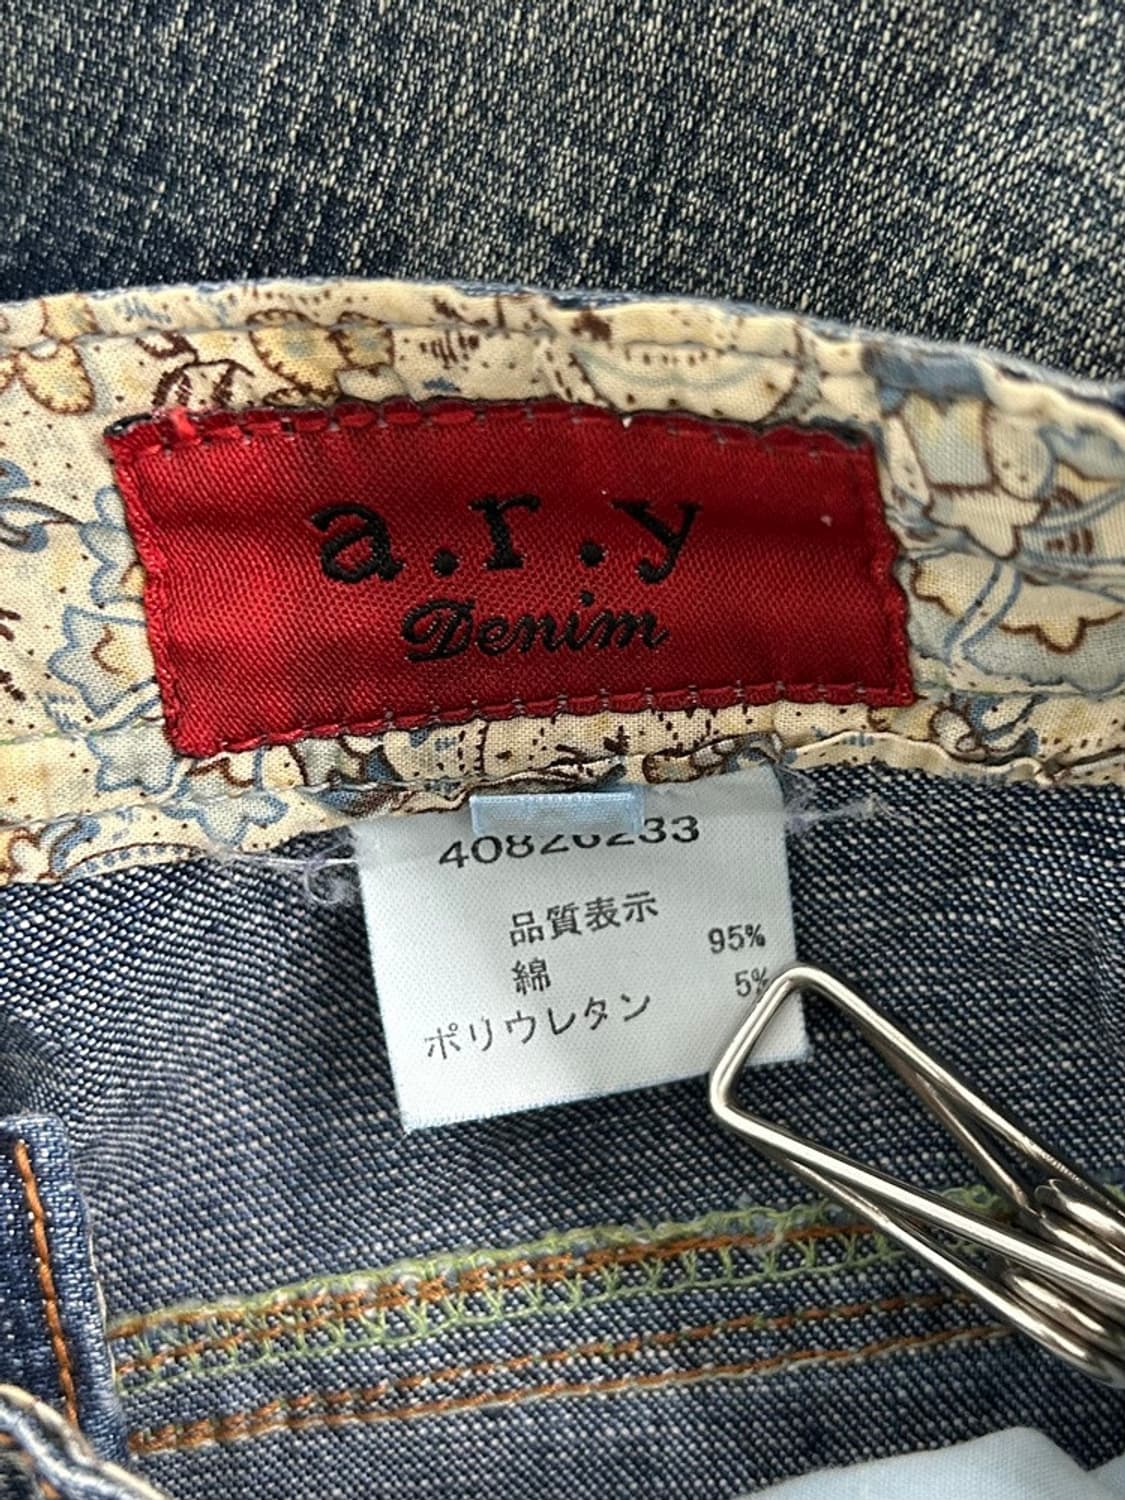 a.r.y
Denim
40826233
品質表示
綿 95%
ポリウレタン 5%